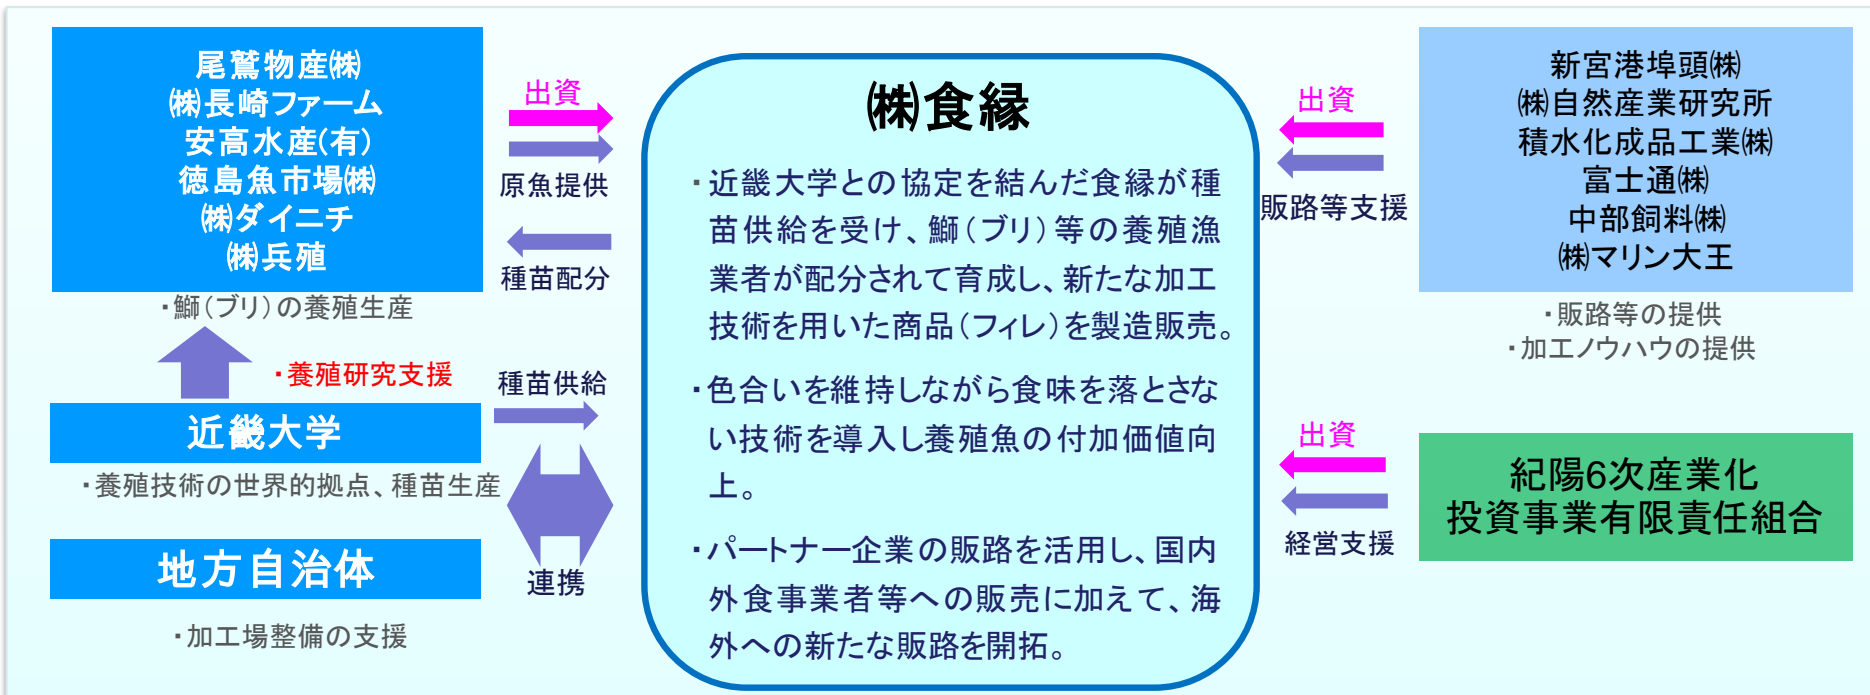 尾鷲物産㈱
㈱長崎ファーム
安高水産(有)
徳島魚市場㈱
㈱ダイニチ
㈱兵殖
・鰤(ブリ)の養殖生産
・養殖研究支援
近畿大学
・養殖技術の世界的拠点、種苗生産
地方自治体
・加工場整備の支援
出資
原魚提供
種苗配分
種苗供給
連携
㈱食縁
・近畿大学との協定を結んだ食縁が種
苗供給を受け、鰤(ブリ)等の養殖漁
業者が配分されて育成し、新たな加工
技術を用いた商品(フィレ)を製造販売。
・色合いを維持しながら食味を落とさな
い技術を導入し養殖魚の付加価値向
上。
・パートナー企業の販路を活用し、国内
外食事業者等への販売に加えて、海
外への新たな販路を開拓。
出資
販路等支援
出資
経営支援
新宮港埠頭㈱
㈱自然産業研究所
積水化成品工業㈱
富士通㈱
中部飼料㈱
㈱マリン大王
・販路等の提供
・加工ノウハウの提供
紀陽6次産業化
投資事業有限責任組合